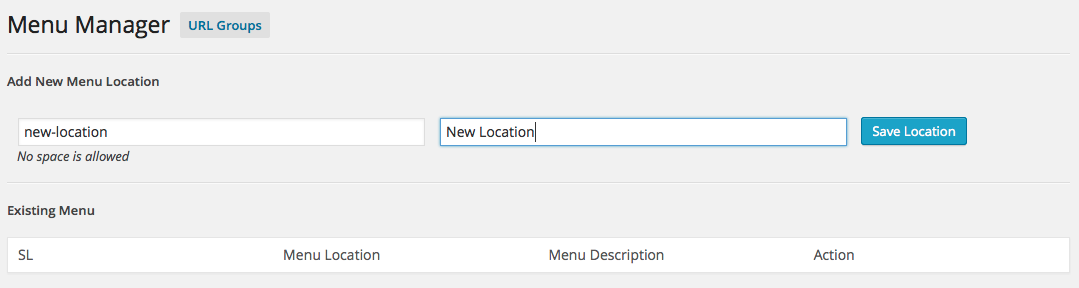 Menu Manager URL Groups
Add New Menu Location
new-location New Location Save Location
No space is allowed
Existing Menu
SL Menu Location Menu Description Action